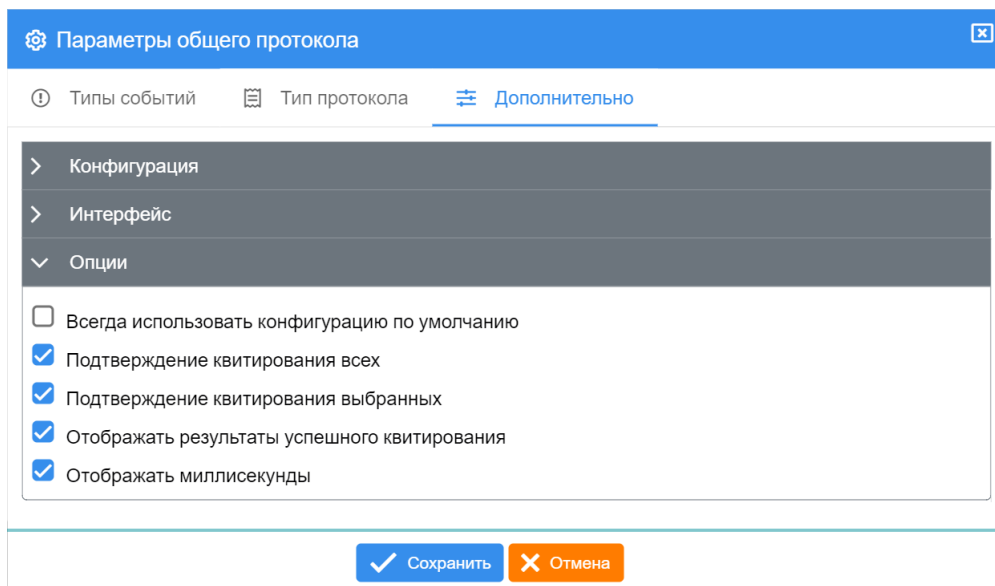 Параметры общего протокола
Типы событий Тип протокола Дополнительно
Конфигурация
Интерфейс
Опции
Всегда использовать конфигурацию по умолчанию
Подтверждение квитирования всех
Подтверждение квитирования выбранных
Отображать результаты успешного квитирования
Отображать миллисекунды
Сохранить Отмена